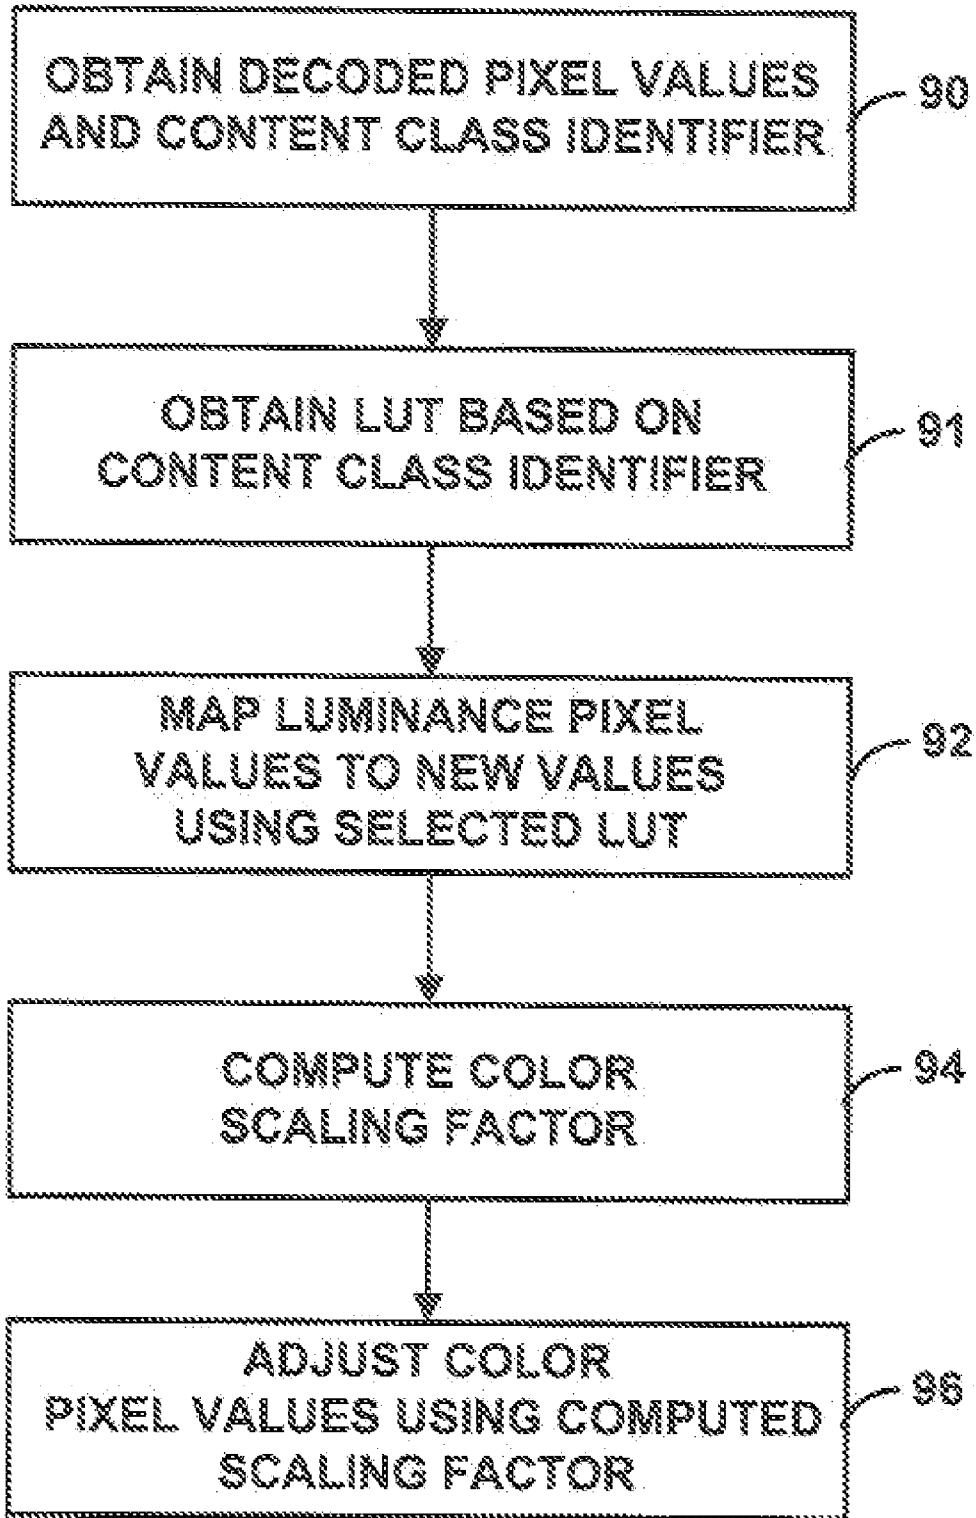 OBTAIN DECODED PIXEL VALUES
AND CONTENT CLASS IDENTIFIER
90
OBTAIN LUT BASED ON
CONTENT CLASS IDENTIFIER
91
MAP LUMINANCE PIXEL
VALUES TO NEW VALUES
USING SELECTED LUT
92
COMPUTE COLOR
SCALING FACTOR
94
ADJUST COLOR
PIXEL VALUES USING COMPUTED
SCALING FACTOR
96